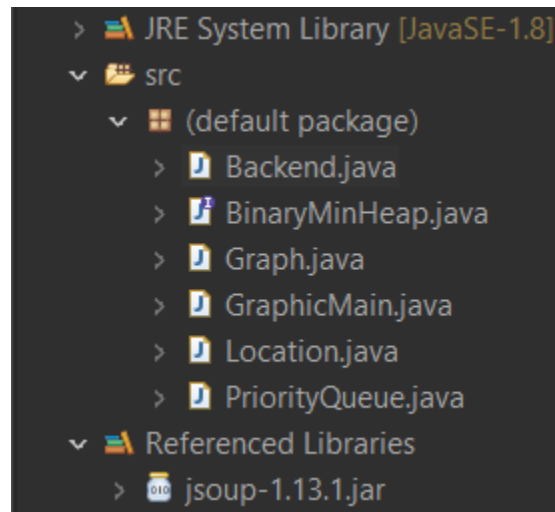 JRE System Library [JavaSE-1.8]
src
(default package)
Backend.java
BinaryMinHeap.java
Graph.java
GraphicMain.java
Location.java
PriorityQueue.java
Referenced Libraries
jsoup-1.13.1.jar